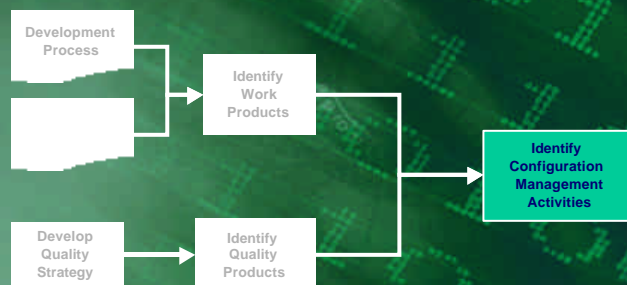 Development
Process
Identify
Work
Products
Identify
Configuration
Management
Activities
Develop
Quality
Strategy
Identify
Quality
Products